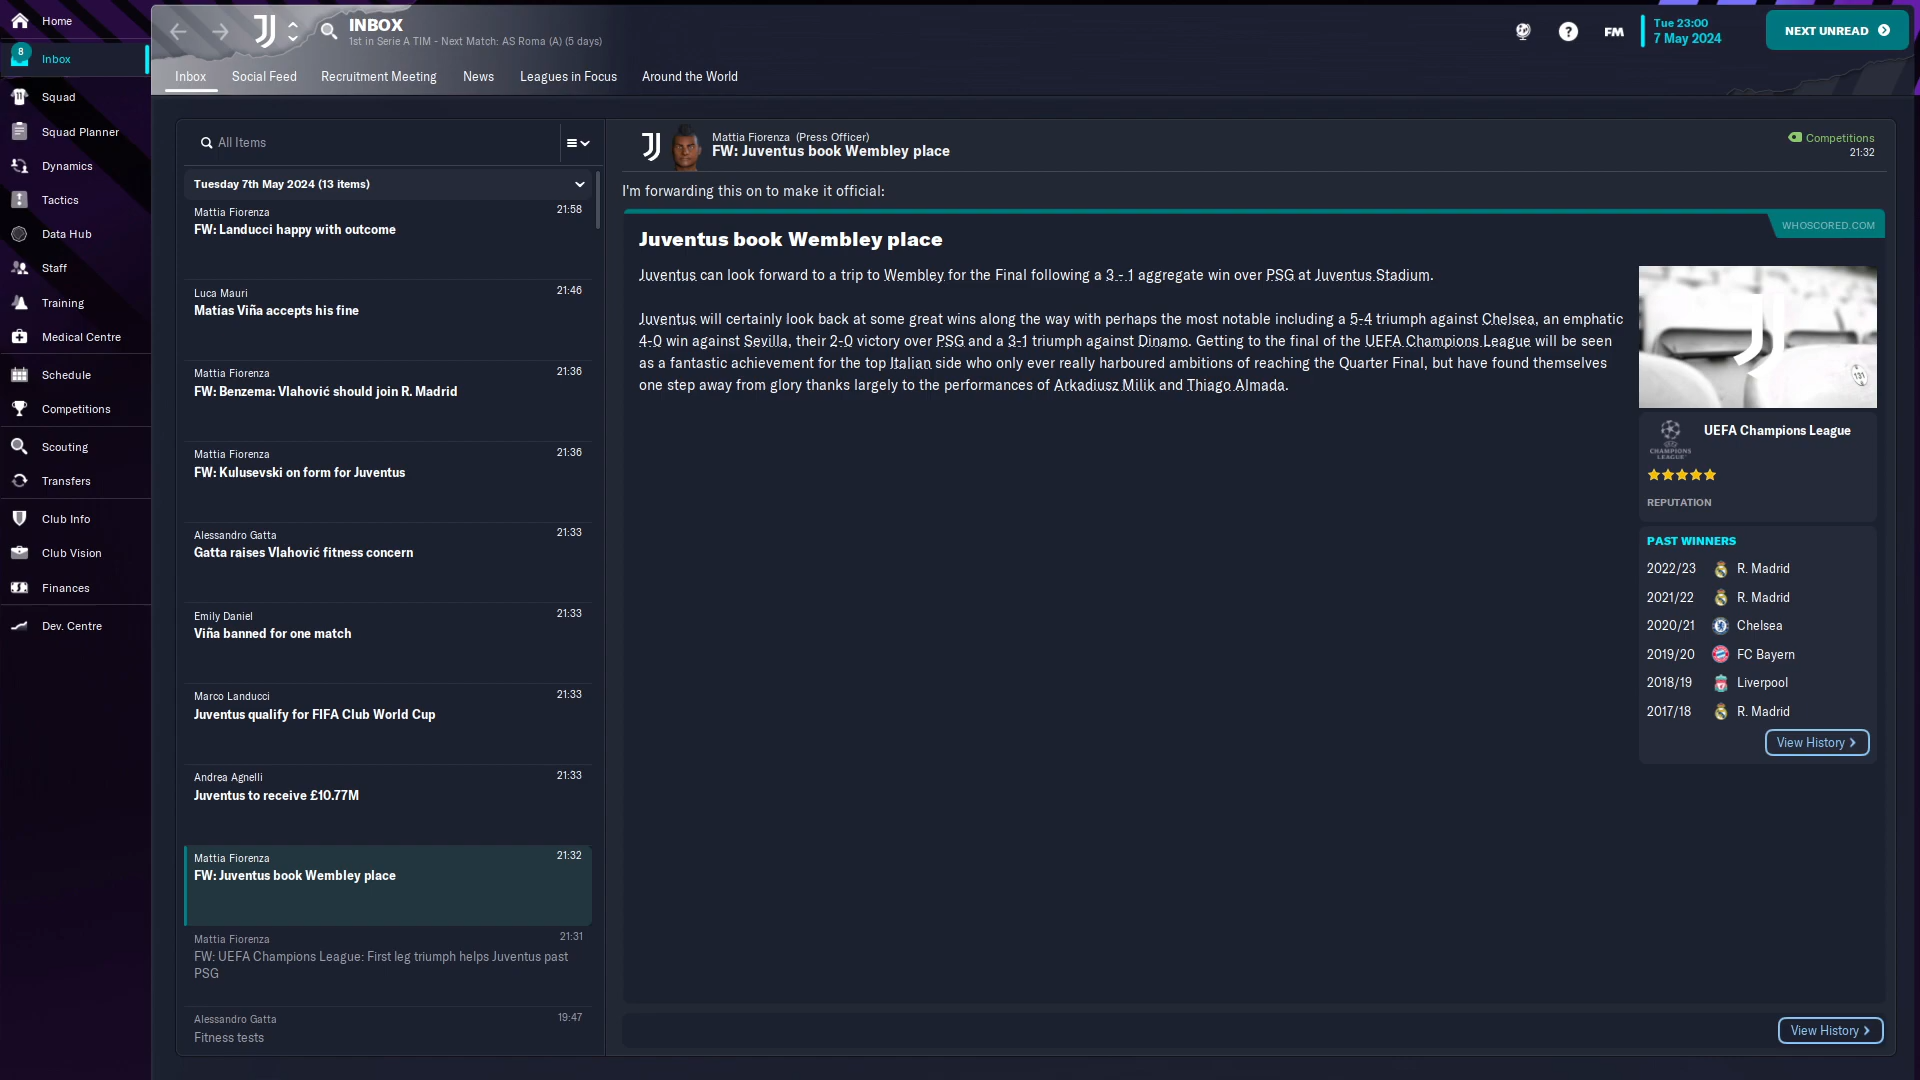 Home
8
Inbox
Squad
Squad Planner
Dynamics
Tactics
Data Hub
Staff
Training
Medical Centre
Schedule
Competitions
Scouting
Transfers
Club Info
Club Vision
Finances
Dev. Centre
INBOX
1st in Serie A TIM - Next Match: AS Roma (A) (5 days)
?
FM
Tue 23:00
7 May 2024
NEXT UNREAD
Inbox Social Feed Recruitment Meeting News Leagues in Focus Around the World
All Items
Tuesday 7th May 2024 (13 items)
Mattia Fiorenza 21:58
FW: Landucci happy with outcome
Luca Mauri 21:46
Matías Viña accepts his fine
Mattia Fiorenza 21:36
FW: Benzema: Vlahović should join R. Madrid
Mattia Fiorenza 21:36
FW: Kulusevski on form for Juventus
Alessandro Gatta 21:33
Gatta raises Vlahović fitness concern
Emily Daniel 21:33
Viña banned for one match
Marco Landucci 21:33
Juventus qualify for FIFA Club World Cup
Andrea Agnelli 21:33
Juventus to receive £10.77M
Mattia Fiorenza 21:32
FW: Juventus book Wembley place
Mattia Fiorenza 21:31
FW: UEFA Champions League: First leg triumph helps Juventus past
PSG
Alessandro Gatta 19:47
Fitness tests
Mattia Fiorenza (Press Officer)
FW: Juventus book Wembley place
Competitions
21:32
I'm forwarding this on to make it official:
WHOSCORED.COM
Juventus book Wembley place
Juventus can look forward to a trip to Wembley for the Final following a 3 - 1 aggregate win over PSG at Juventus Stadium.
Juventus will certainly look back at some great wins along the way with perhaps the most notable including a 5-4 triumph against Chelsea, an emphatic
4-0 win against Sevilla, their 2-0 victory over PSG and a 3-1 triumph against Dinamo. Getting to the final of the UEFA Champions League will be seen
as a fantastic achievement for the top Italian side who only ever really harboured ambitions of reaching the Quarter Final, but have found themselves
one step away from glory thanks largely to the performances of Arkadiusz Milik and Thiago Almada.
131
CHAMPIONS
LEAGUE
UEFA Champions League
REPUTATION
PAST WINNERS
2022/23 R. Madrid
2021/22 R. Madrid
2020/21 Chelsea
2019/20 FC Bayern
2018/19 Liverpool
2017/18 R. Madrid
View History
View History